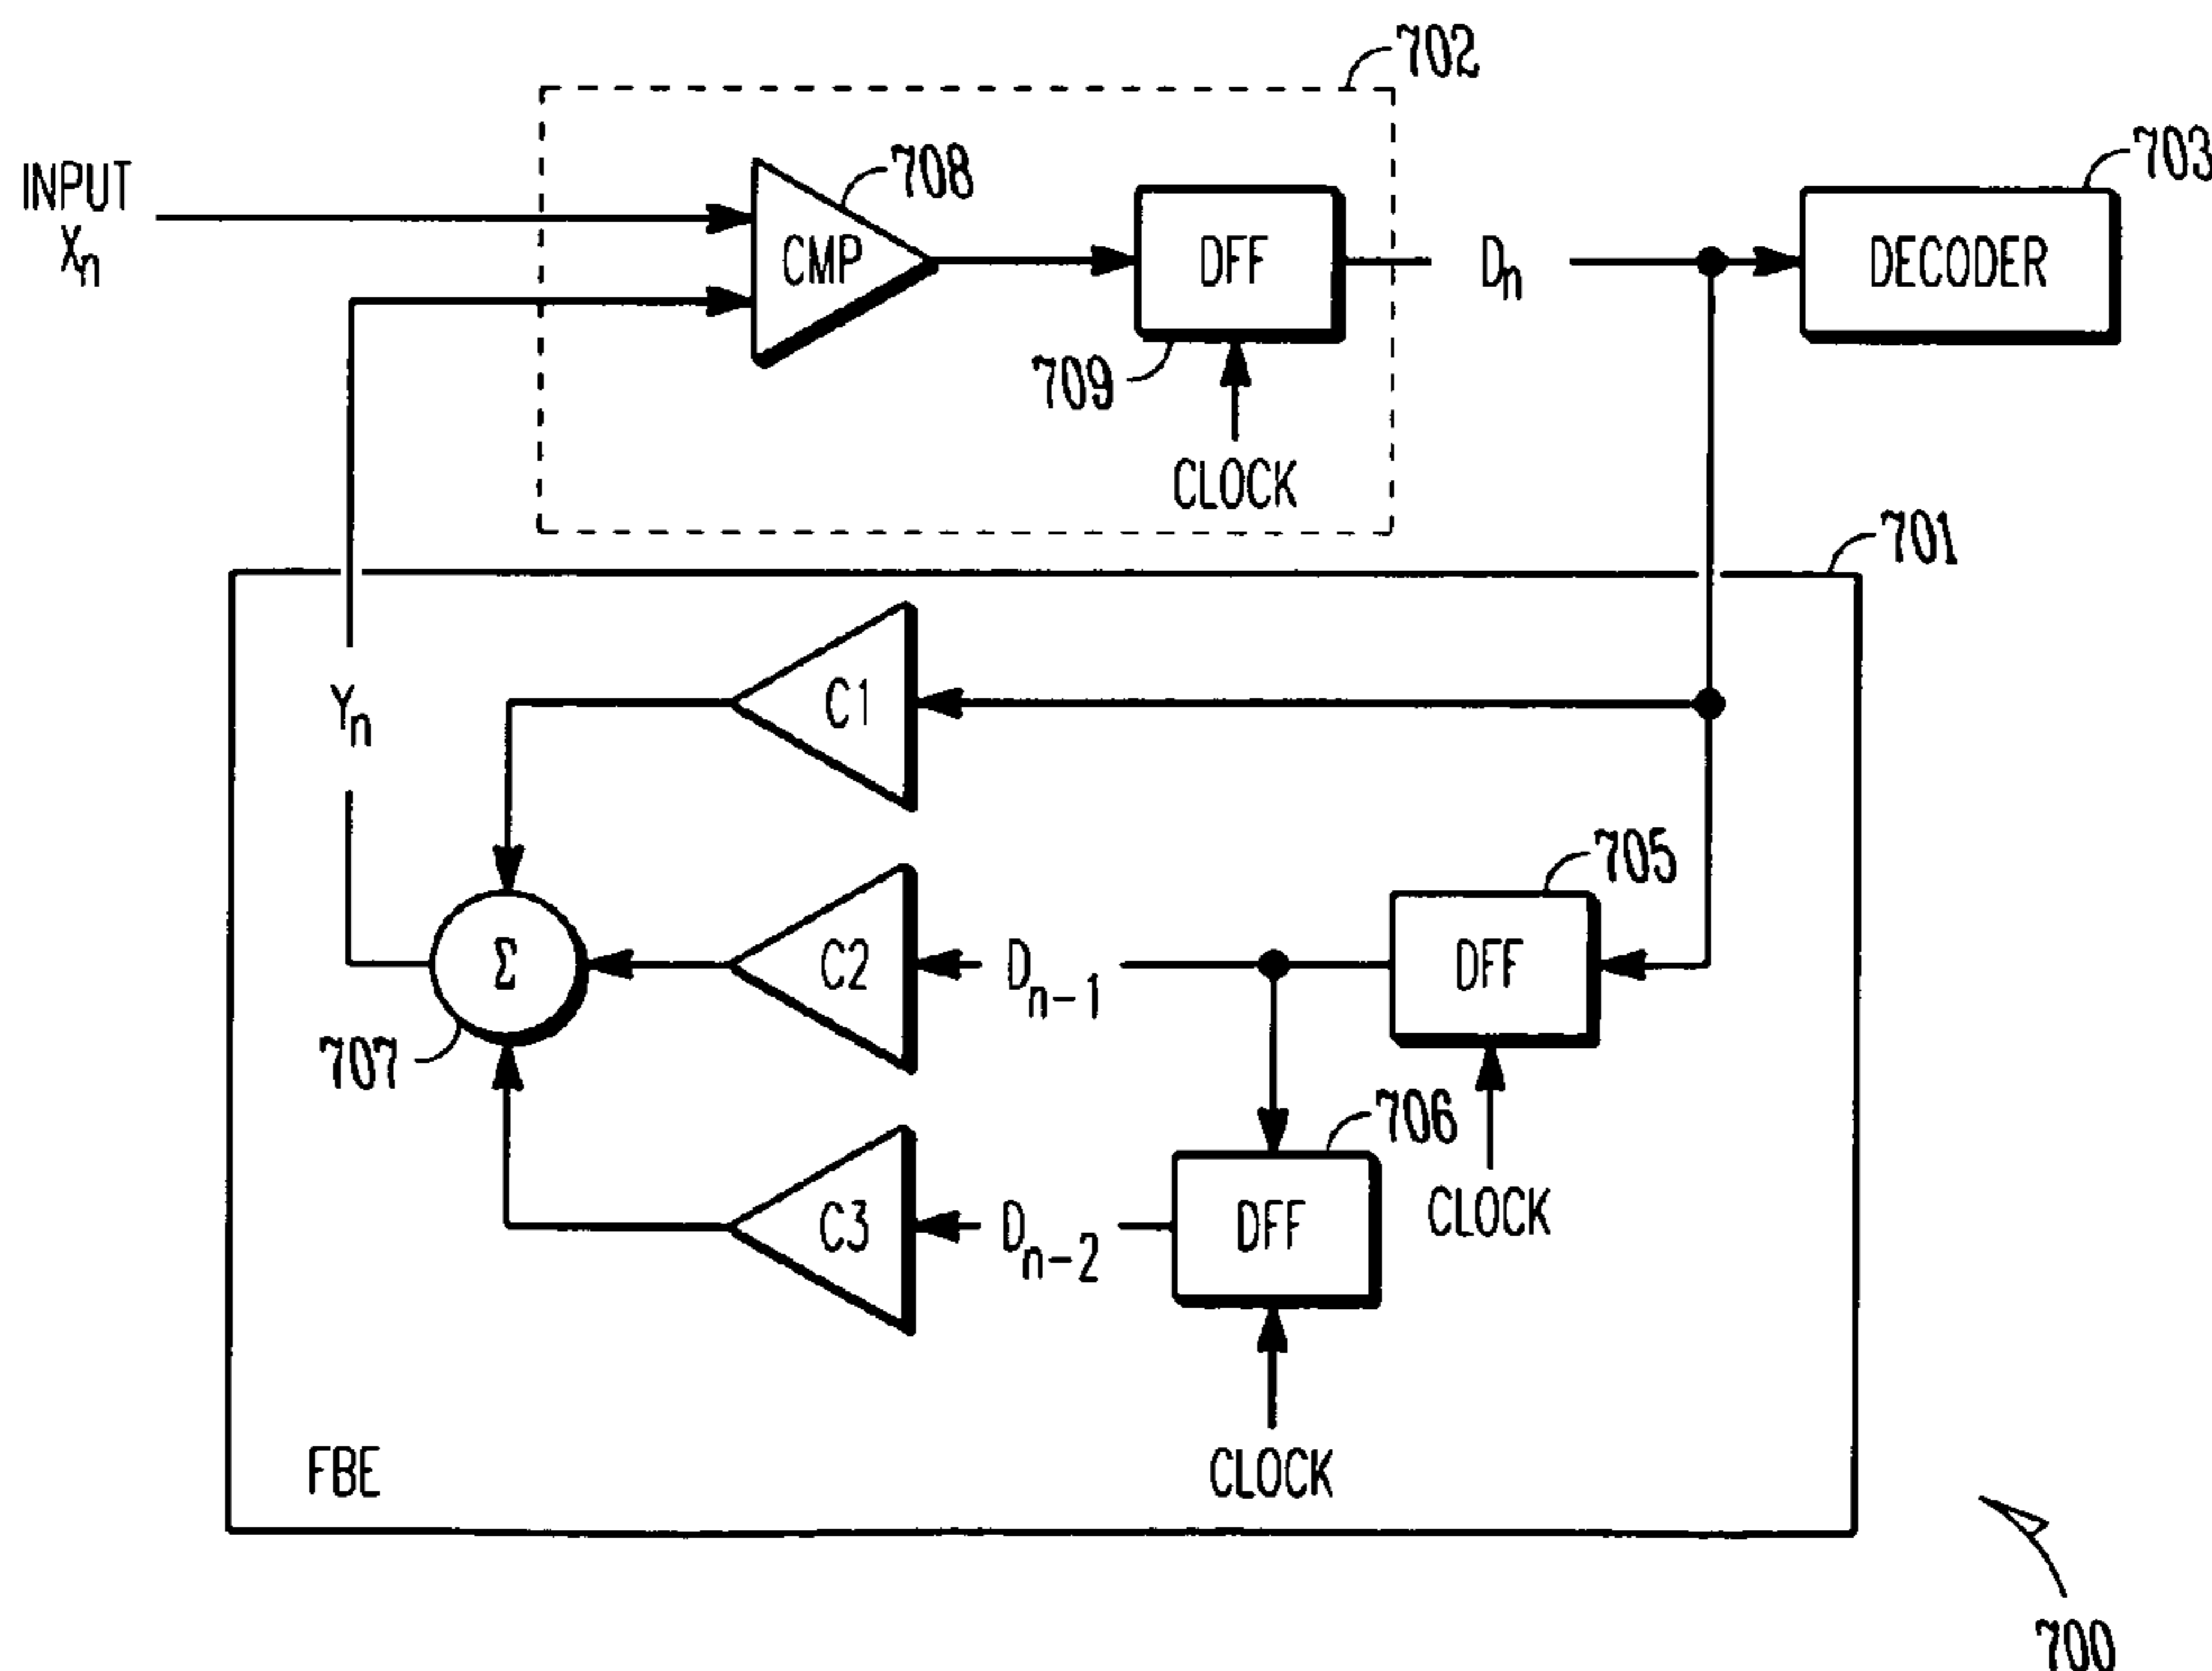 702
INPUT
Xn
708
CMP
DFF
709
CLOCK
Dn
703
DECODER
701
Yn
C1
705
Σ
C2
Dn-1
DFF
707
706
CLOCK
C3
Dn-2
DFF
CLOCK
FBE
700